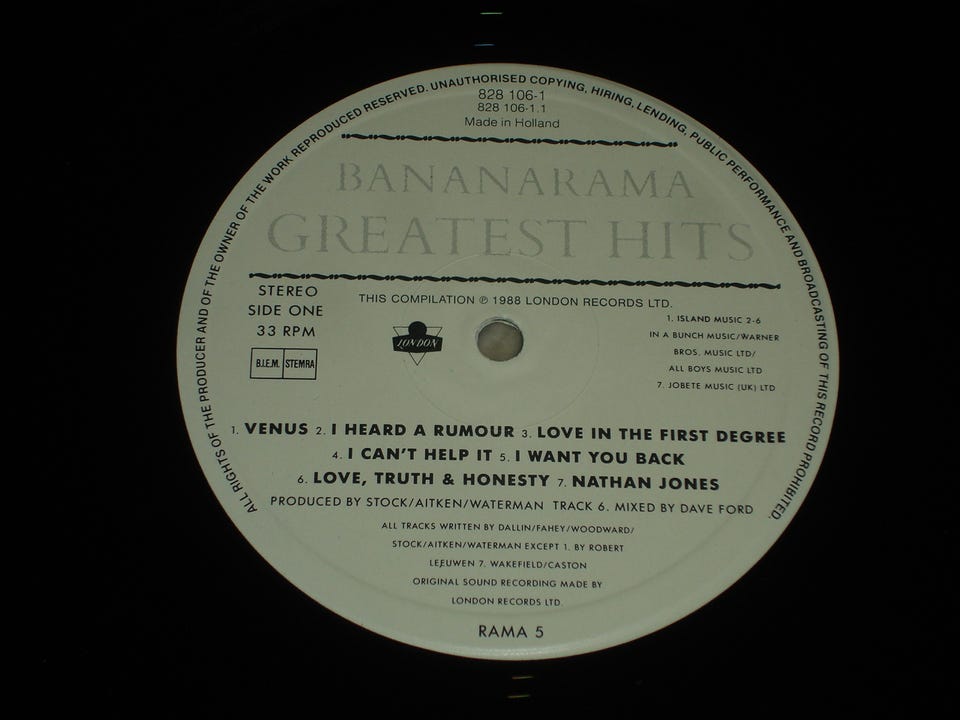 ALL RIGHTS OF THE PRODUCER AND OF THE OWNER OF THE WORK REPRODUCED RESERVED. UNAUTHORISED COPYING, HIRING, LENDING, PUBLIC PERFORMANCE AND BROADCASTING OF THIS RECORD PROHIBITED.
828 106-1
828 106-1.1
Made in Holland
BANANARAMA
GREATEST HITS
STEREO
SIDE ONE
33 RPM
B.I.E.M. STEMRA
THIS COMPILATION ℗ 1988 LONDON RECORDS LTD.
LONDON
1. ISLAND MUSIC 2-6
IN A BUNCH MUSIC/WARNER
BROS. MUSIC LTD/
ALL BOYS MUSIC LTD
7. JOBETE MUSIC (UK) LTD
1. VENUS 2. I HEARD A RUMOUR 3. LOVE IN THE FIRST DEGREE
4. I CAN'T HELP IT 5. I WANT YOU BACK
6. LOVE, TRUTH & HONESTY 7. NATHAN JONES
PRODUCED BY STOCK/AITKEN/WATERMAN TRACK 6. MIXED BY DAVE FORD
ALL TRACKS WRITTEN BY DALLIN/FAHEY/WOODWARD/
STOCK/AITKEN/WATERMAN EXCEPT 1. BY ROBERT
LEEUWEN 7. WAKEFIELD/CASTON
ORIGINAL SOUND RECORDING MADE BY
LONDON RECORDS LTD.
RAMA 5